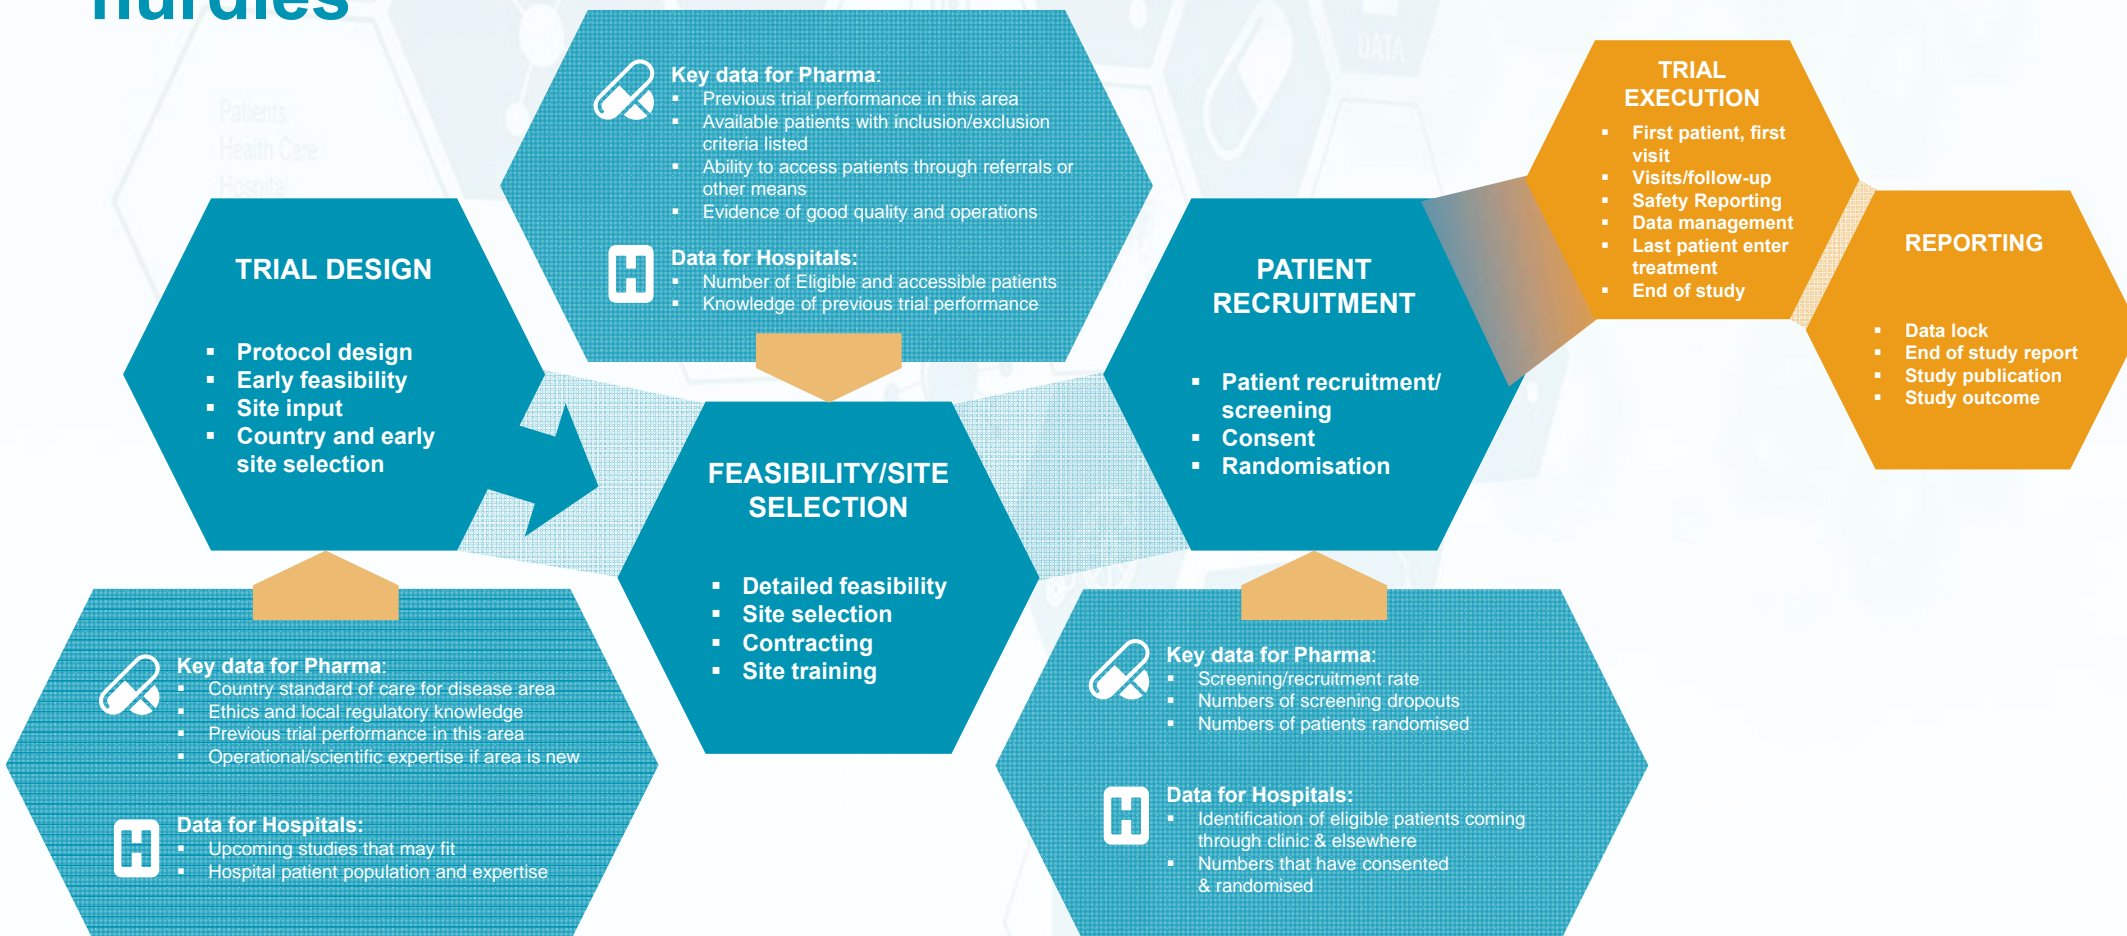 hurdles
Patients
Health Care
Hospital
DATA
TRIAL DESIGN
▪ Protocol design
▪ Early feasibility
▪ Site input
▪ Country and early
site selection
Key data for Pharma:
▪ Country standard of care for disease area
▪ Ethics and local regulatory knowledge
▪ Previous trial performance in this area
▪ Operational/scientific expertise if area is new
H
Data for Hospitals:
▪ Upcoming studies that may fit
▪ Hospital patient population and expertise
Key data for Pharma:
▪ Previous trial performance in this area
▪ Available patients with inclusion/exclusion
criteria listed
▪ Ability to access patients through referrals or
other means
▪ Evidence of good quality and operations
H
Data for Hospitals:
▪ Number of Eligible and accessible patients
▪ Knowledge of previous trial performance
FEASIBILITY/SITE
SELECTION
▪ Detailed feasibility
▪ Site selection
▪ Contracting
▪ Site training
PATIENT
RECRUITMENT
▪ Patient recruitment/
screening
▪ Consent
▪ Randomisation
Key data for Pharma:
▪ Screening/recruitment rate
▪ Numbers of screening dropouts
▪ Numbers of patients randomised
H
Data for Hospitals:
▪ Identification of eligible patients coming
through clinic & elsewhere
▪ Numbers that have consented
& randomised
TRIAL
EXECUTION
▪ First patient, first
visit
▪ Visits/follow-up
▪ Safety Reporting
▪ Data management
▪ Last patient enter
treatment
▪ End of study
REPORTING
▪ Data lock
▪ End of study report
▪ Study publication
▪ Study outcome